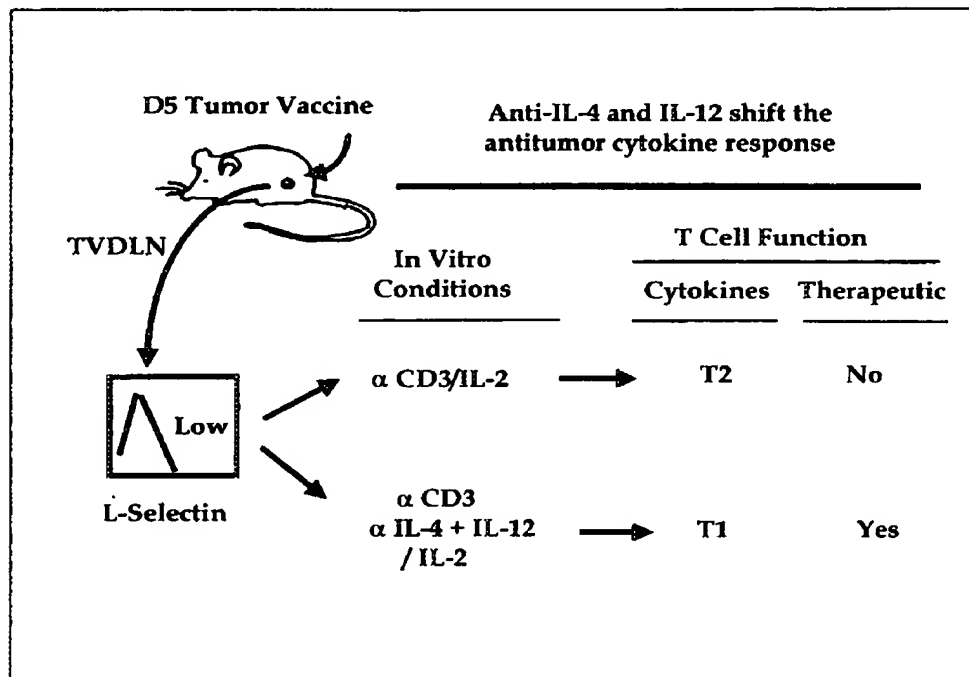 D5 Tumor Vaccine
Anti-IL-4 and IL-12 shift the
antitumor cytokine response
TVDLN
In Vitro
Conditions
T Cell Function
Cytokines
Therapeutic
Low
L-Selectin
α CD3/IL-2
T2
No
α CD3
α IL-4 + IL-12
/ IL-2
T1
Yes